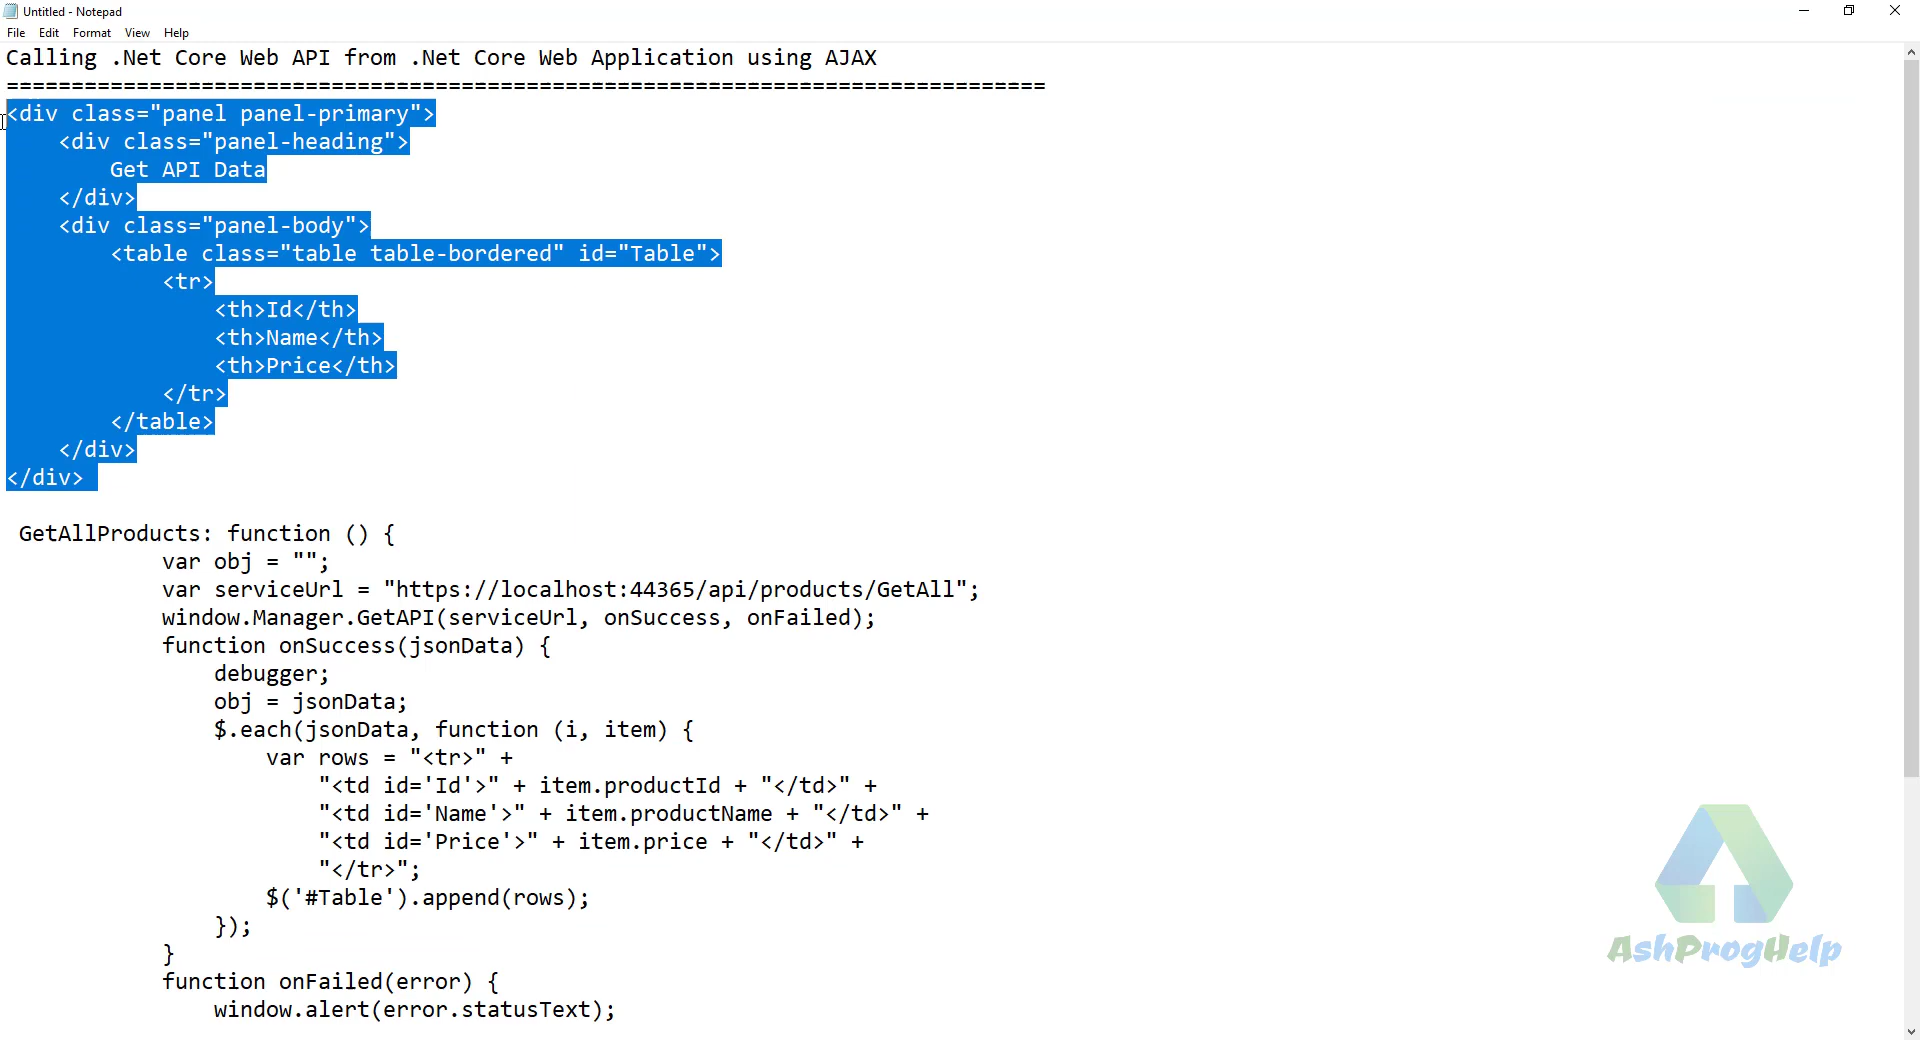 Untitled - Notepad
File Edit Format View Help
Calling .Net Core Web API from .Net Core Web Application using AJAX
================================================================================
<div class="panel panel-primary">
    <div class="panel-heading">
        Get API Data
    </div>
    <div class="panel-body">
        <table class="table table-bordered" id="Table">
            <tr>
                <th>Id</th>
                <th>Name</th>
                <th>Price</th>
            </tr>
        </table>
    </div>
</div>
 GetAllProducts: function () {
            var obj = "";
            var serviceUrl = "https://localhost:44365/api/products/GetAll";
            window.Manager.GetAPI(serviceUrl, onSuccess, onFailed);
            function onSuccess(jsonData) {
                debugger;
                obj = jsonData;
                $.each(jsonData, function (i, item) {
                    var rows = "<tr>" +
                        "<td id='Id'>" + item.productId + "</td>" +
                        "<td id='Name'>" + item.productName + "</td>" +
                        "<td id='Price'>" + item.price + "</td>" +
                        "</tr>";
                    $('#Table').append(rows);
                });
            }
            function onFailed(error) {
                window.alert(error.statusText);
AshProgHelp